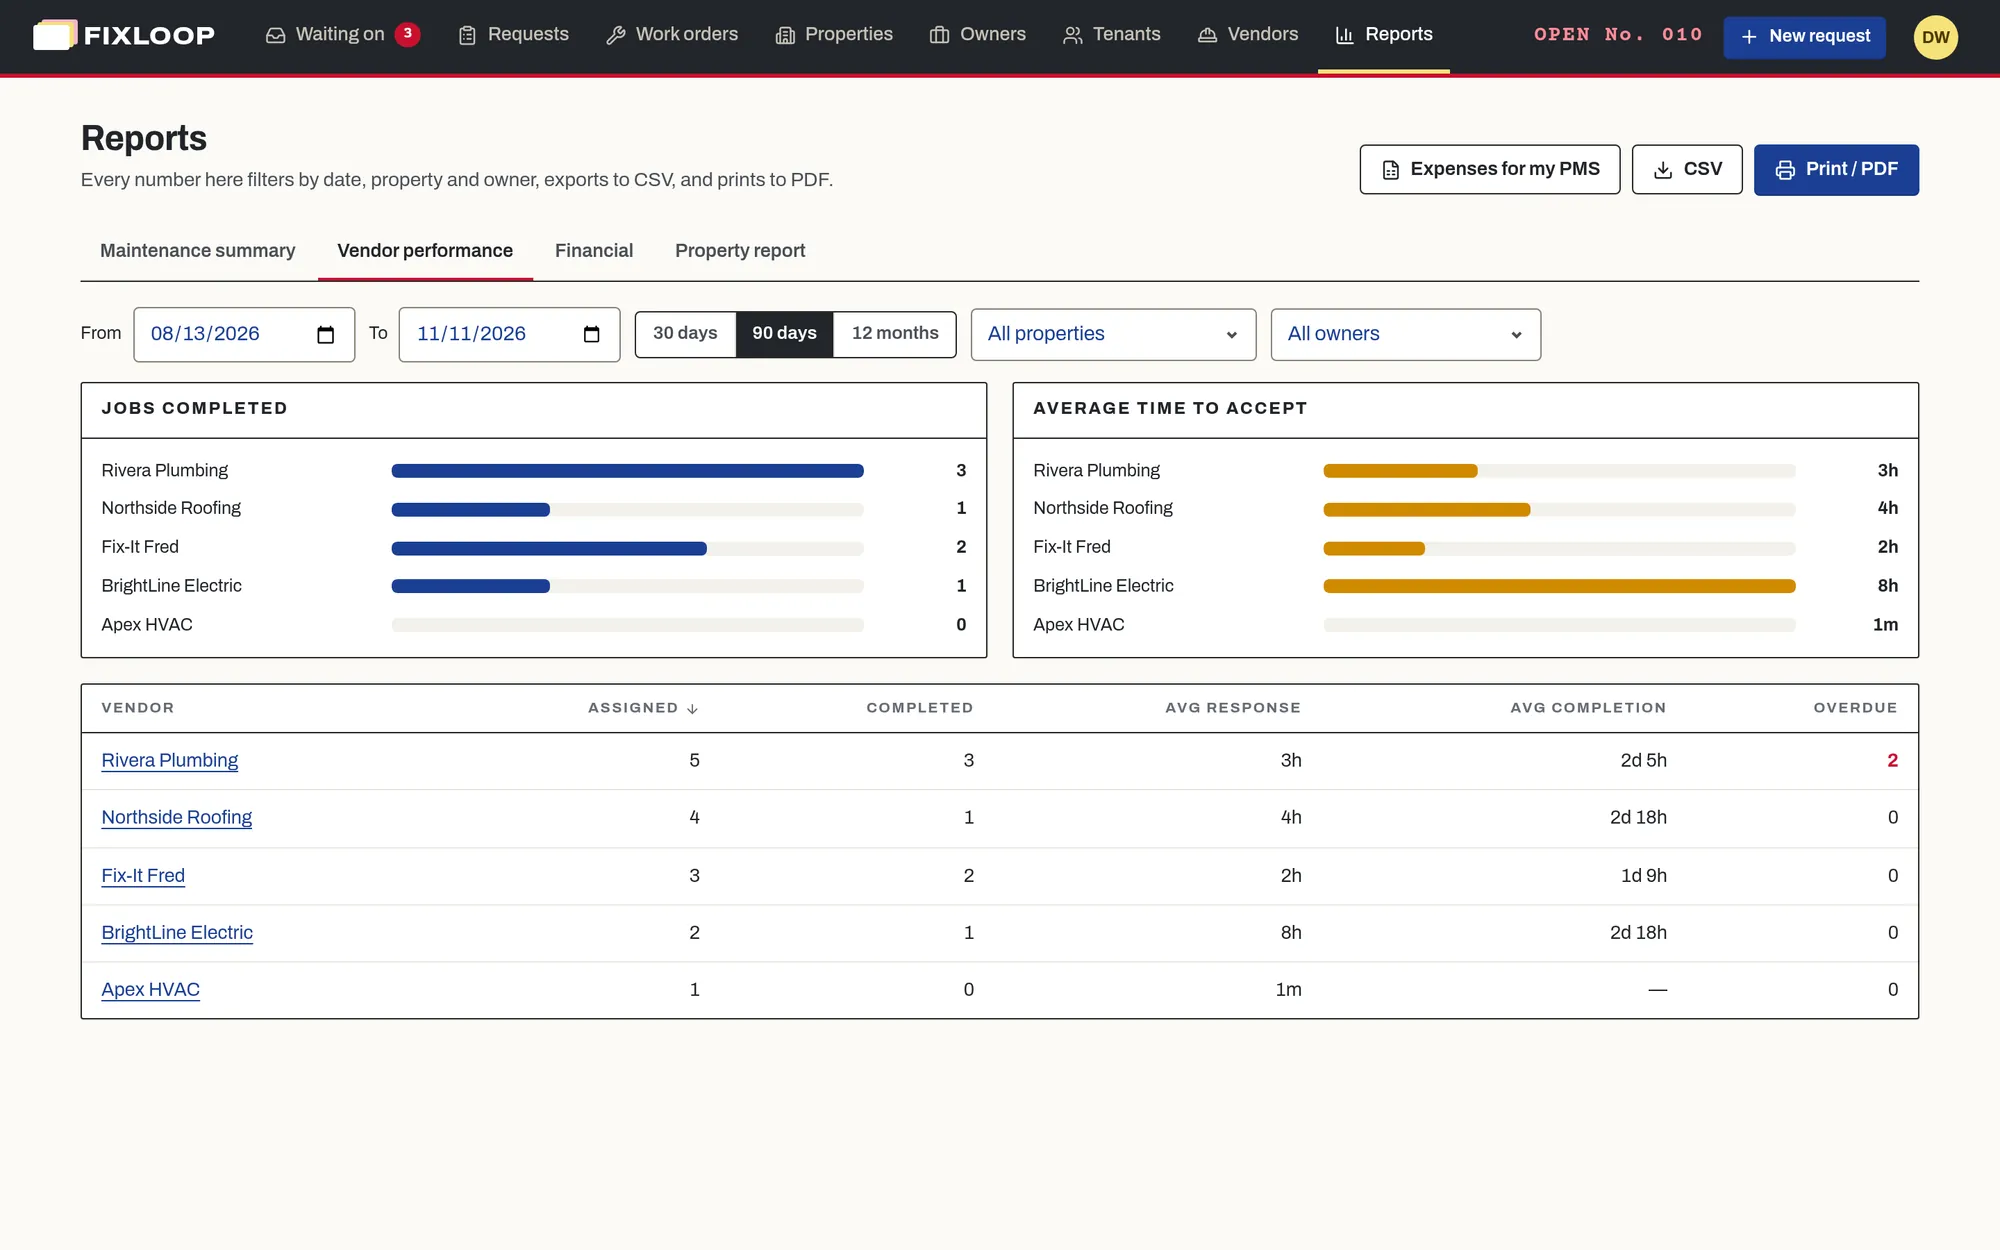 FIXLOOP
Waiting on 3
Requests
Work orders
Properties
Owners
Tenants
Vendors
Reports
OPEN No. 010
New request
DW
Reports
Every number here filters by date, property and owner, exports to CSV, and prints to PDF.
Expenses for my PMS
CSV
Print / PDF
Maintenance summary
Vendor performance
Financial
Property report
From 08/13/2026 To 11/11/2026
30 days 90 days 12 months
All properties
All owners
JOBS COMPLETED
Rivera Plumbing 3
Northside Roofing 1
Fix-It Fred 2
BrightLine Electric 1
Apex HVAC 0
AVERAGE TIME TO ACCEPT
Rivera Plumbing 3h
Northside Roofing 4h
Fix-It Fred 2h
BrightLine Electric 8h
Apex HVAC 1m
VENDOR ASSIGNED ↓ COMPLETED AVG RESPONSE AVG COMPLETION OVERDUE
Rivera Plumbing 5 3 3h 2d 5h 2
Northside Roofing 4 1 4h 2d 18h 0
Fix-It Fred 3 2 2h 1d 9h 0
BrightLine Electric 2 1 8h 2d 18h 0
Apex HVAC 1 0 1m — 0